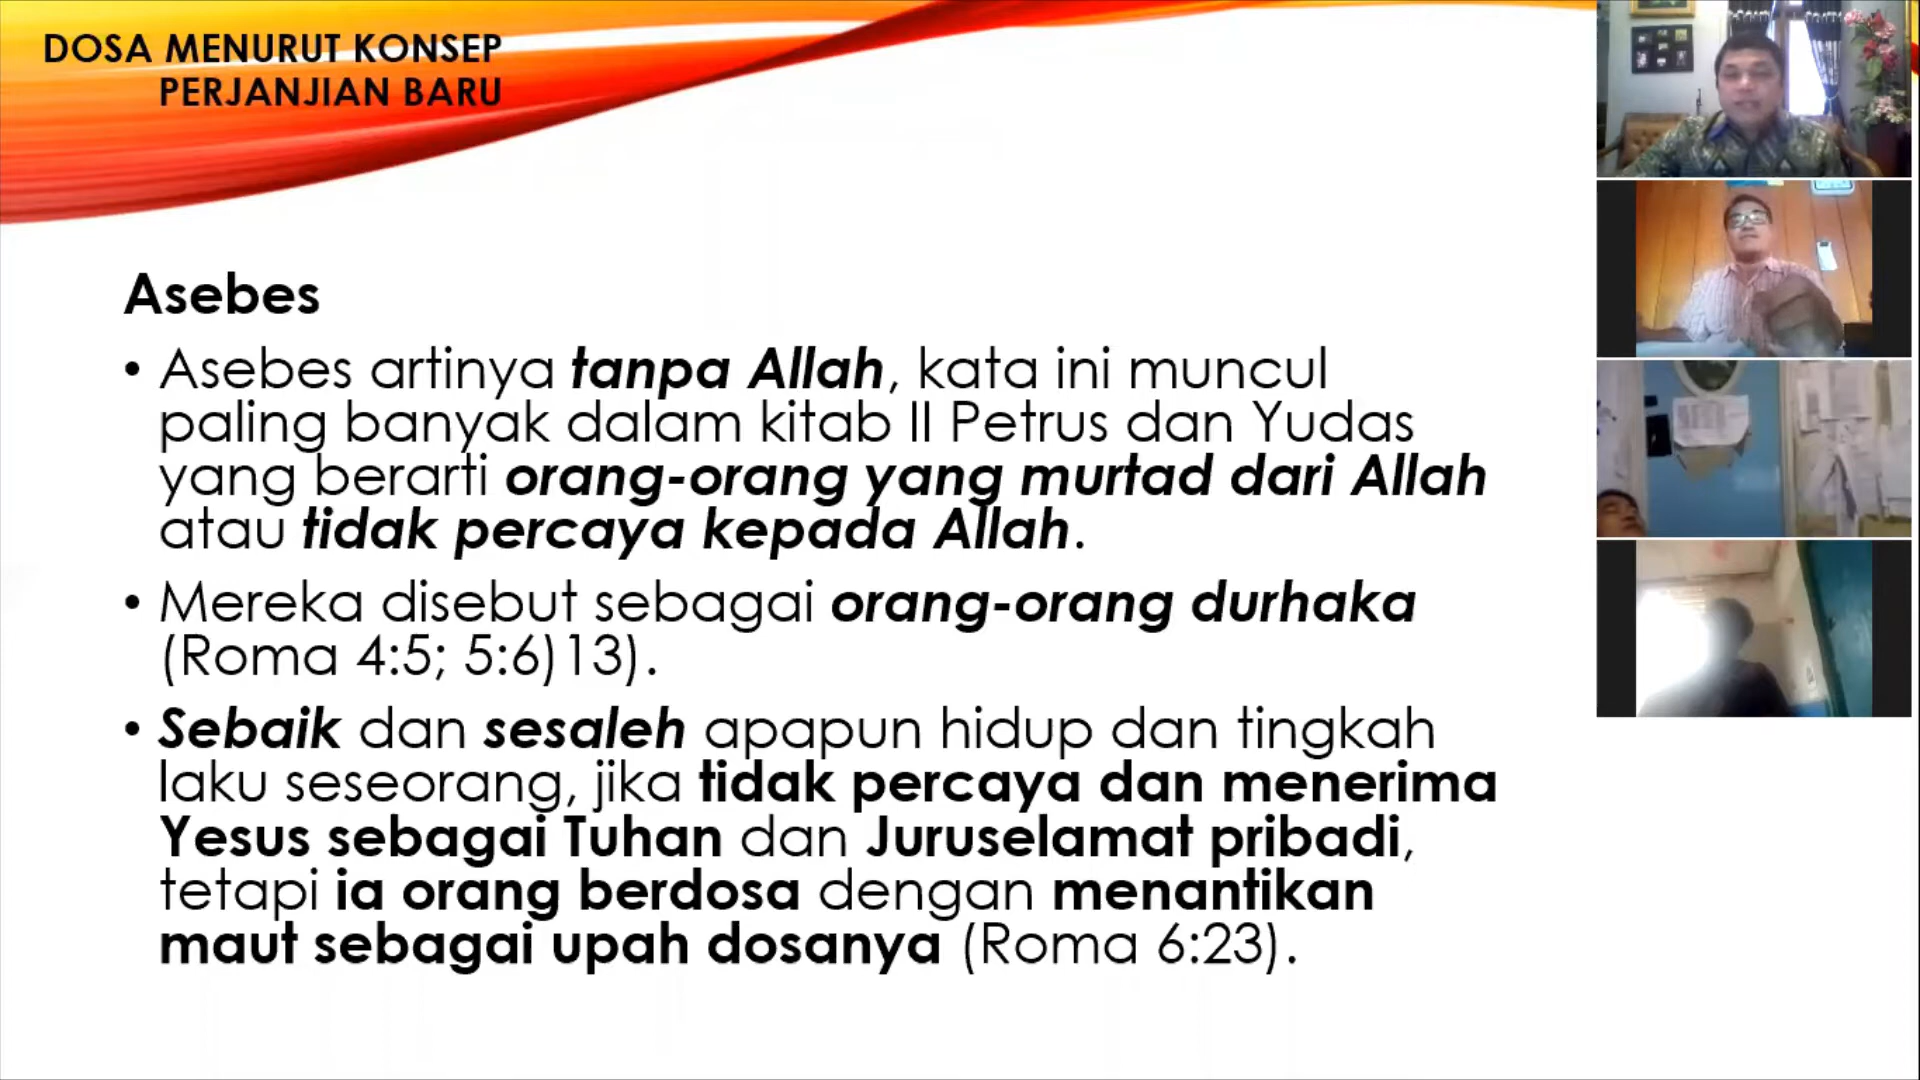 DOSA MENURUT KONSEP
PERJANJIAN BARU
Asebes
• Asebes artinya tanpa Allah, kata ini muncul
paling banyak dalam kitab II Petrus dan Yudas
yang berarti orang-orang yang murtad dari Allah
atau tidak percaya kepada Allah.
• Mereka disebut sebagai orang-orang durhaka
(Roma 4:5; 5:6)13).
• Sebaik dan sesaleh apapun hidup dan tingkah
laku seseorang, jika tidak percaya dan menerima
Yesus sebagai Tuhan dan Juruselamat pribadi,
tetapi ia orang berdosa dengan menantikan
maut sebagai upah dosanya (Roma 6:23).